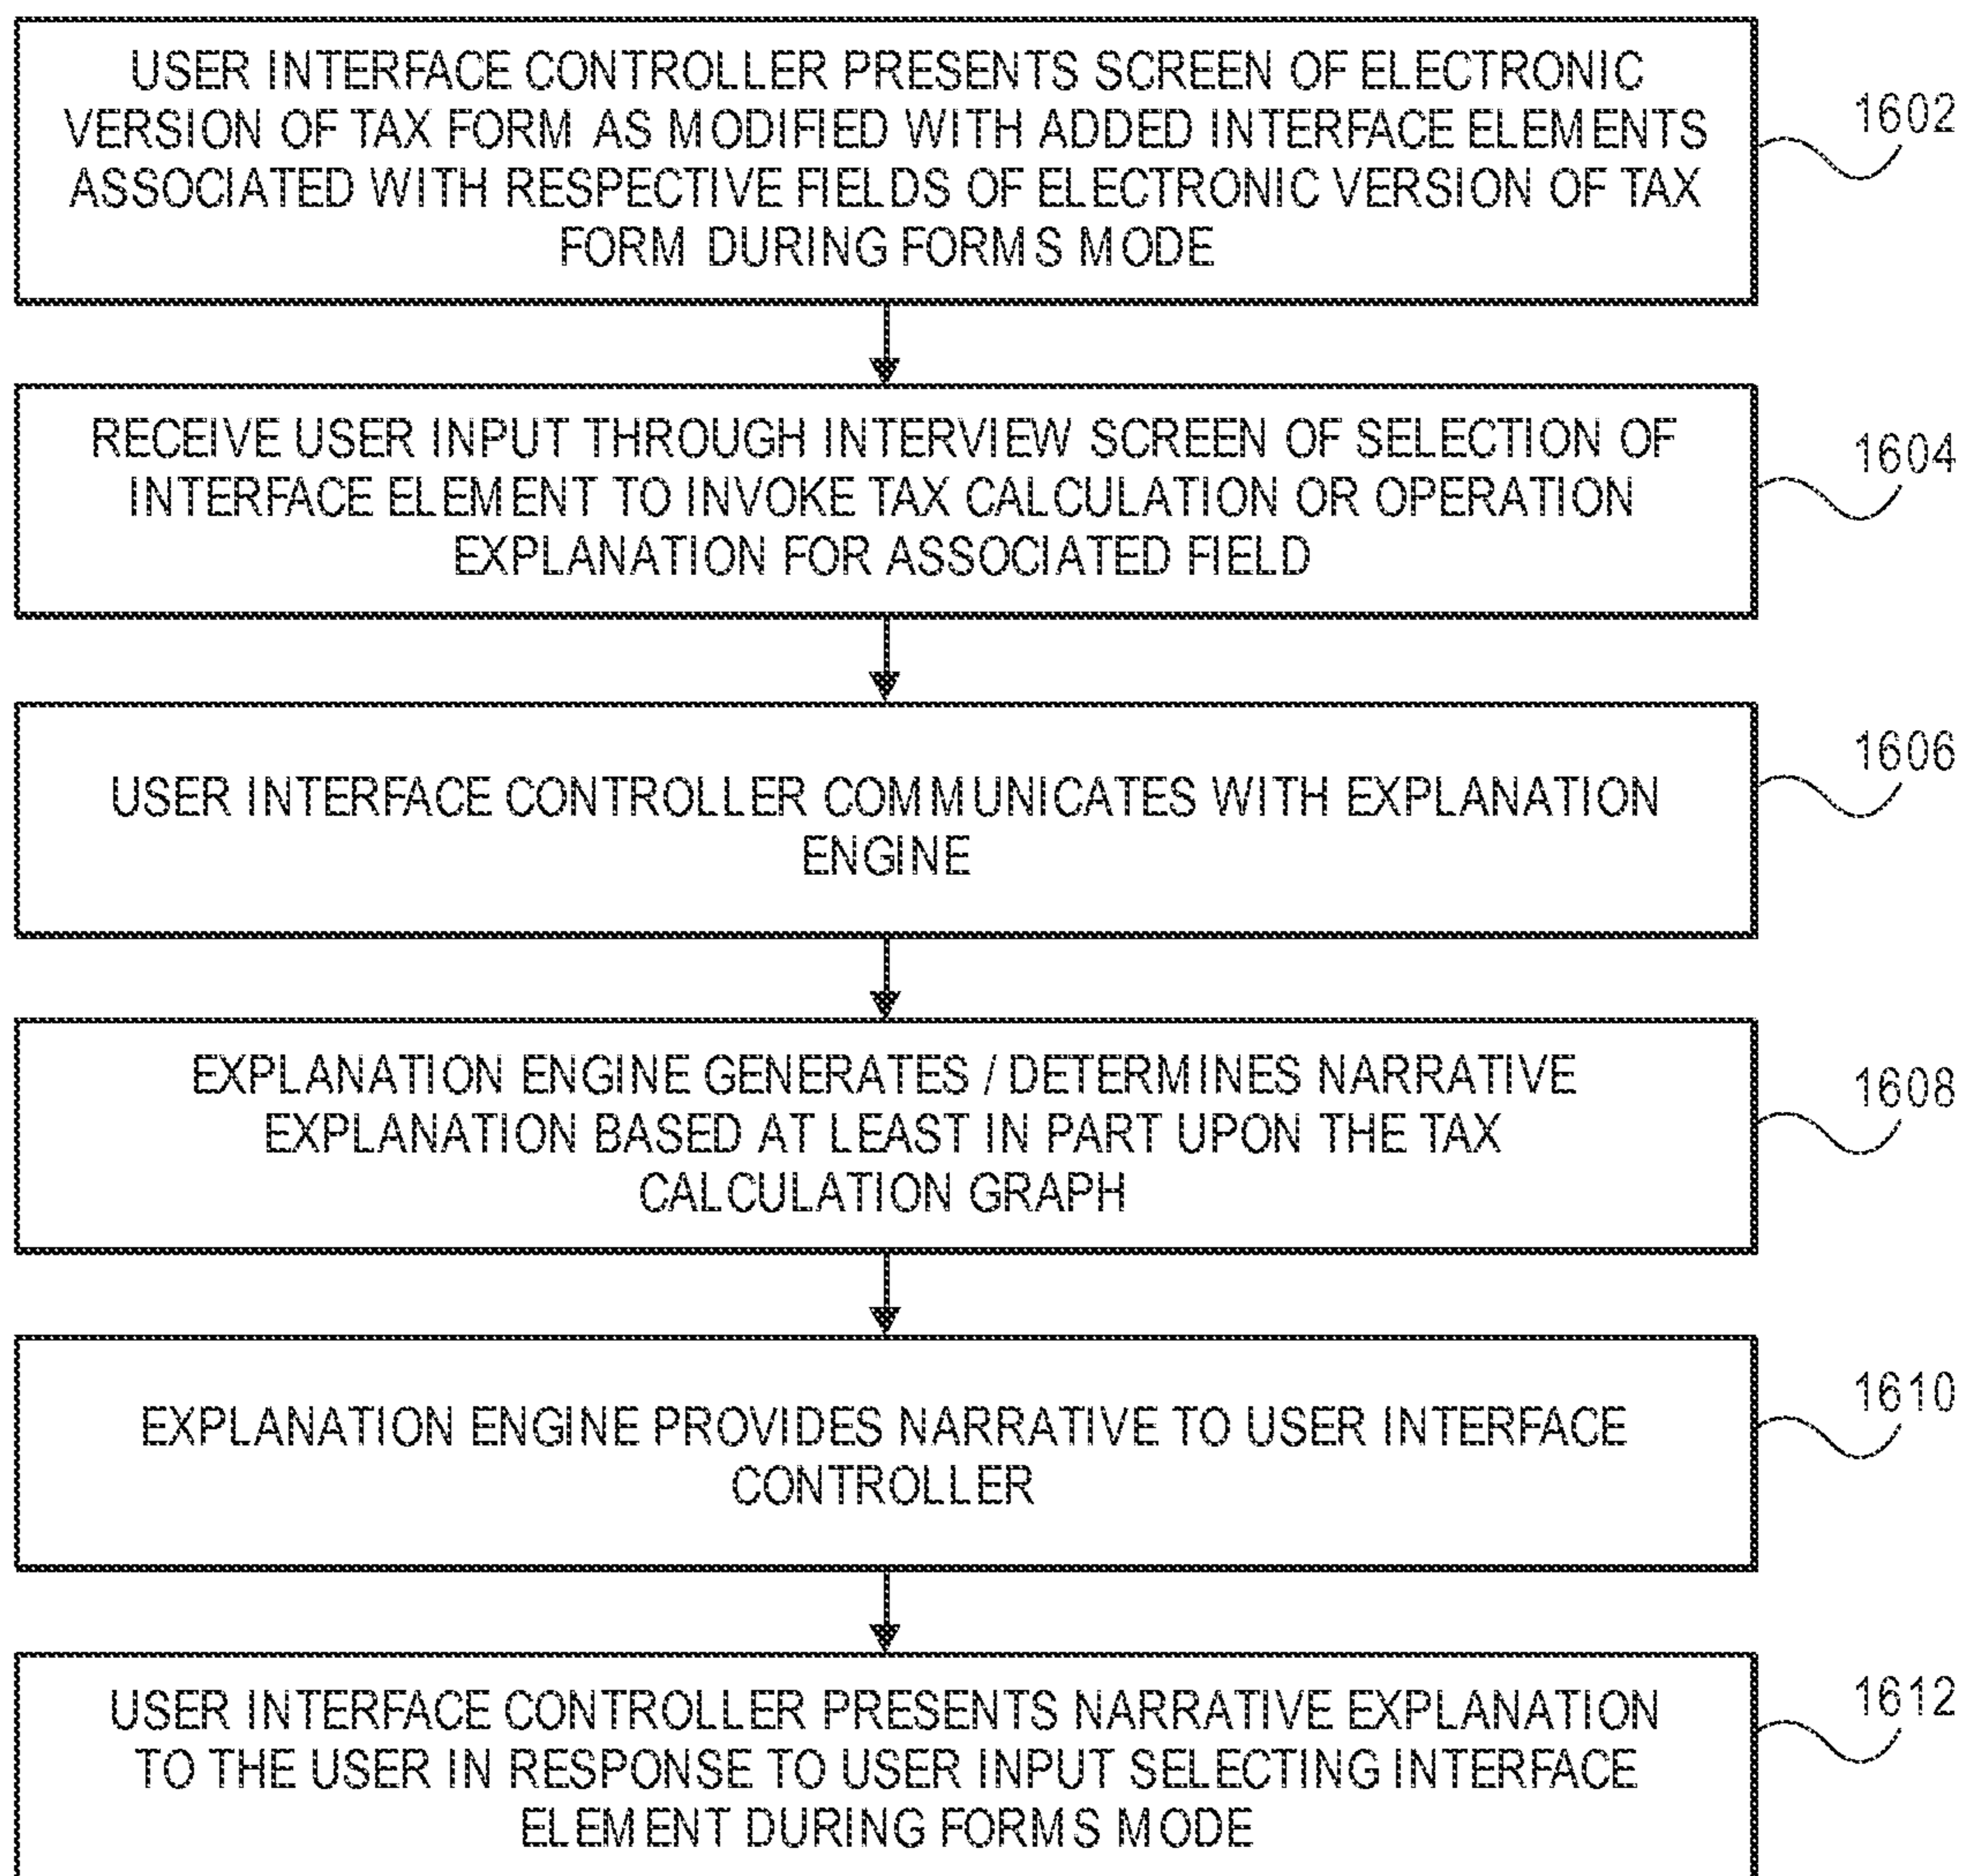 USER INTERFACE CONTROLLER PRESENTS SCREEN OF ELECTRONIC
VERSION OF TAX FORM AS MODIFIED WITH ADDED INTERFACE ELEMENTS
ASSOCIATED WITH RESPECTIVE FIELDS OF ELECTRONIC VERSION OF TAX
FORM DURING FORMS MODE
1602
RECEIVE USER INPUT THROUGH INTERVIEW SCREEN OF SELECTION OF
INTERFACE ELEMENT TO INVOKE TAX CALCULATION OR OPERATION
EXPLANATION FOR ASSOCIATED FIELD
1604
USER INTERFACE CONTROLLER COMMUNICATES WITH EXPLANATION
ENGINE
1606
EXPLANATION ENGINE GENERATES / DETERMINES NARRATIVE
EXPLANATION BASED AT LEAST IN PART UPON THE TAX
CALCULATION GRAPH
1608
EXPLANATION ENGINE PROVIDES NARRATIVE TO USER INTERFACE
CONTROLLER
1610
USER INTERFACE CONTROLLER PRESENTS NARRATIVE EXPLANATION
TO THE USER IN RESPONSE TO USER INPUT SELECTING INTERFACE
ELEMENT DURING FORMS MODE
1612